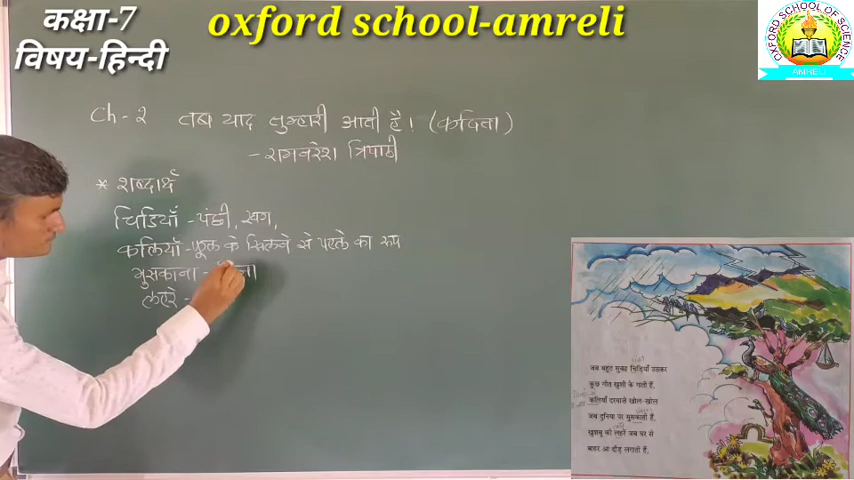 कक्षा-7
विषय-हिन्दी
oxford school-amreli
OXFORD SCHOOL OF SCIENCE
AMRELI
Ch-2 तब याद तुम्हारी आती है। (कविता)
- रामनरेश त्रिपाठी
* शब्दार्थ
चिडियाँ - पंछी, खग,
कलियाँ - फूल के खिलने से पहले का रूप
मुसकाना -
लहरे -
जब बहुत सुबह चिड़ियाँ उठकर
कुछ गीत खुशी के गाती हैं,
कलियाँ दरवाजे खोल-खोल
जब दुनिया पर मुसकाती हैं,
खुशबू की लहरें जब घर से
बाहर आ दौड़ लगाती हैं,